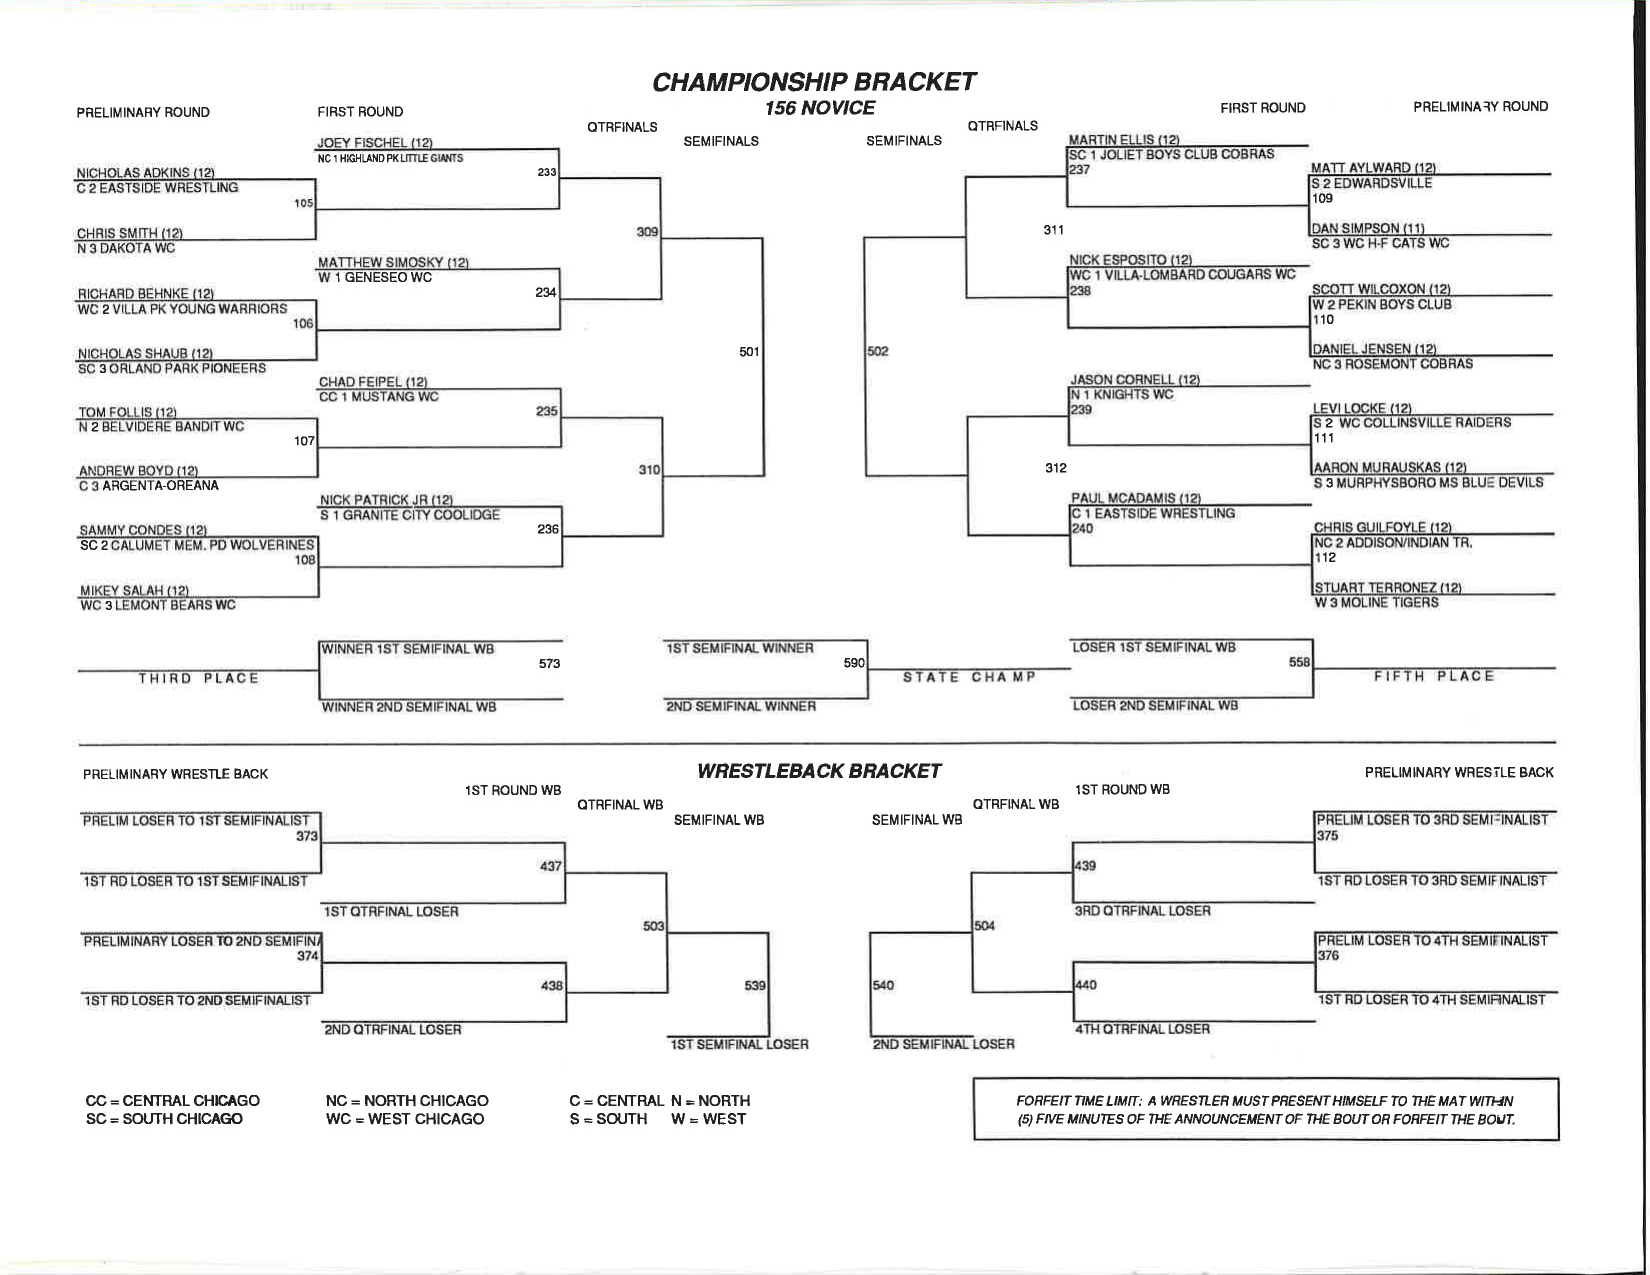 CHAMPIONSHIP BRACKET
156 NOVICE
PRELIMINARY ROUND
FIRST ROUND
QTRFINALS
SEMIFINALS
SEMIFINALS
QTRFINALS
FIRST ROUND
PRELIMINARY ROUND
JOEY FISCHEL (12)
NC 1 HIGHLAND PK LITTLE GIANTS
233
NICHOLAS ADKINS (12)
C 2 EASTSIDE WRESTLING
105
CHRIS SMITH (12)
N 3 DAKOTA WC
309
MATTHEW SIMOSKY (12)
W 1 GENESEO WC
234
RICHARD BEHNKE (12)
WC 2 VILLA PK YOUNG WARRIORS
106
NICHOLAS SHAUB (12)
SC 3 ORLAND PARK PIONEERS
501
CHAD FEIPEL (12)
CC 1 MUSTANG WC
235
TOM FOLLIS (12)
N 2 BELVIDERE BANDIT WC
107
ANDREW BOYD (12)
C 3 ARGENTA-OREANA
310
NICK PATRICK JR (12)
S 1 GRANITE CITY COOLIDGE
236
SAMMY CONDES (12)
SC 2 CALUMET MEM. PD WOLVERINES
108
MIKEY SALAH (12)
WC 3 LEMONT BEARS WC
MARTIN ELLIS (12)
SC 1 JOLIET BOYS CLUB COBRAS
237
MATT AYLWARD (12)
S 2 EDWARDSVILLE
109
DAN SIMPSON (11)
SC 3 WC H-F CATS WC
311
NICK ESPOSITO (12)
WC 1 VILLA-LOMBARD COUGARS WC
238
SCOTT WILCOXON (12)
W 2 PEKIN BOYS CLUB
110
DANIEL JENSEN (12)
NC 3 ROSEMONT COBRAS
502
JASON CORNELL (12)
N 1 KNIGHTS WC
239
LEVI LOCKE (12)
S 2 WC COLLINSVILLE RAIDERS
111
AARON MURAUSKAS (12)
S 3 MURPHYSBORO MS BLUE DEVILS
312
PAUL MCADAMIS (12)
C 1 EASTSIDE WRESTLING
240
CHRIS GUILFOYLE (12)
NC 2 ADDISON/INDIAN TR.
112
STUART TERRONEZ (12)
W 3 MOLINE TIGERS
WINNER 1ST SEMIFINAL WB
573
THIRD PLACE
WINNER 2ND SEMIFINAL WB
1ST SEMIFINAL WINNER
590
STATE CHAMP
2ND SEMIFINAL WINNER
LOSER 1ST SEMIFINAL WB
558
FIFTH PLACE
LOSER 2ND SEMIFINAL WB
WRESTLEBACK BRACKET
PRELIMINARY WRESTLE BACK
1ST ROUND WB
QTRFINAL WB
SEMIFINAL WB
SEMIFINAL WB
QTRFINAL WB
1ST ROUND WB
PRELIMINARY WRESTLE BACK
PRELIM LOSER TO 1ST SEMIFINALIST
373
1ST RD LOSER TO 1ST SEMIFINALIST
437
1ST QTRFINAL LOSER
503
PRELIMINARY LOSER TO 2ND SEMIFINA
374
1ST RD LOSER TO 2ND SEMIFINALIST
438
2ND QTRFINAL LOSER
539
1ST SEMIFINAL LOSER
PRELIM LOSER TO 3RD SEMIFINALIST
375
1ST RD LOSER TO 3RD SEMIFINALIST
439
3RD QTRFINAL LOSER
504
PRELIM LOSER TO 4TH SEMIFINALIST
376
1ST RD LOSER TO 4TH SEMIFINALIST
440
4TH QTRFINAL LOSER
540
2ND SEMIFINAL LOSER
CC = CENTRAL CHICAGO NC = NORTH CHICAGO C = CENTRAL N = NORTH
SC = SOUTH CHICAGO WC = WEST CHICAGO S = SOUTH W = WEST
FORFEIT TIME LIMIT: A WRESTLER MUST PRESENT HIMSELF TO THE MAT WITHIN
(5) FIVE MINUTES OF THE ANNOUNCEMENT OF THE BOUT OR FORFEIT THE BOUT.